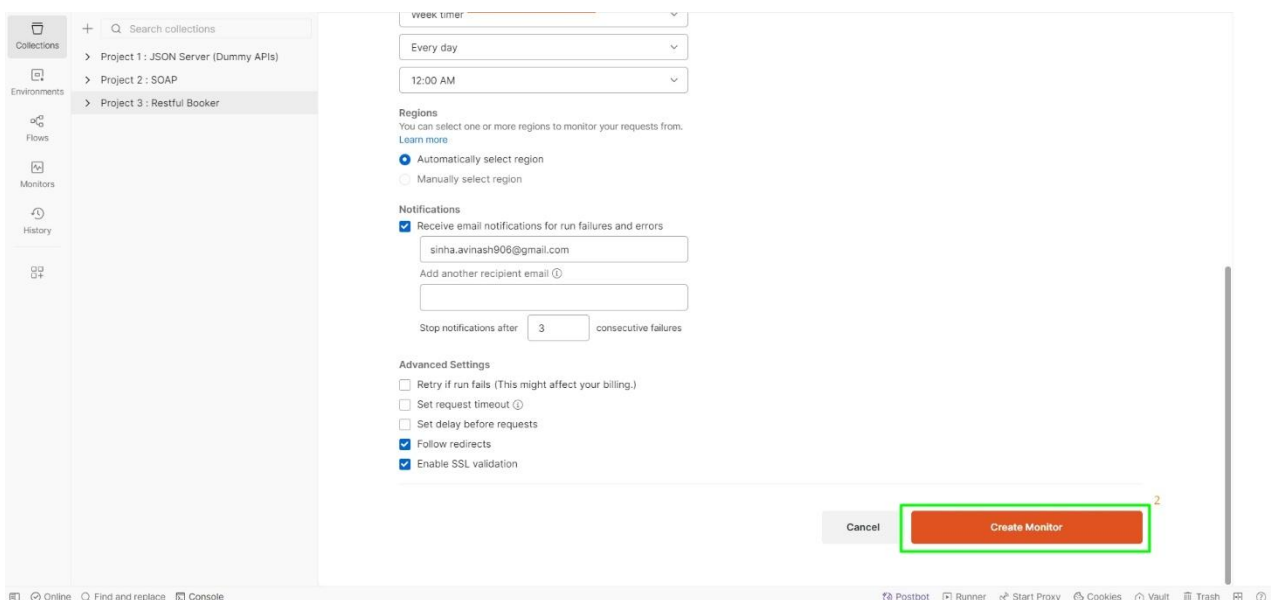 Collections
Environments
Flows
Monitors
History
+ Search collections
> Project 1 : JSON Server (Dummy APIs)
> Project 2 : SOAP
> Project 3 : Restful Booker
Week timer
Every day
12:00 AM
Regions
You can select one or more regions to monitor your requests from.
Learn more
Automatically select region
Manually select region
Notifications
Receive email notifications for run failures and errors
sinha.avinash906@gmail.com
Add another recipient email
Stop notifications after 3 consecutive failures
Advanced Settings
Retry if run fails (This might affect your billing.)
Set request timeout
Set delay before requests
Follow redirects
Enable SSL validation
2
Cancel Create Monitor
Online Find and replace Console Postbot Runner Start Proxy Cookies Vault Trash